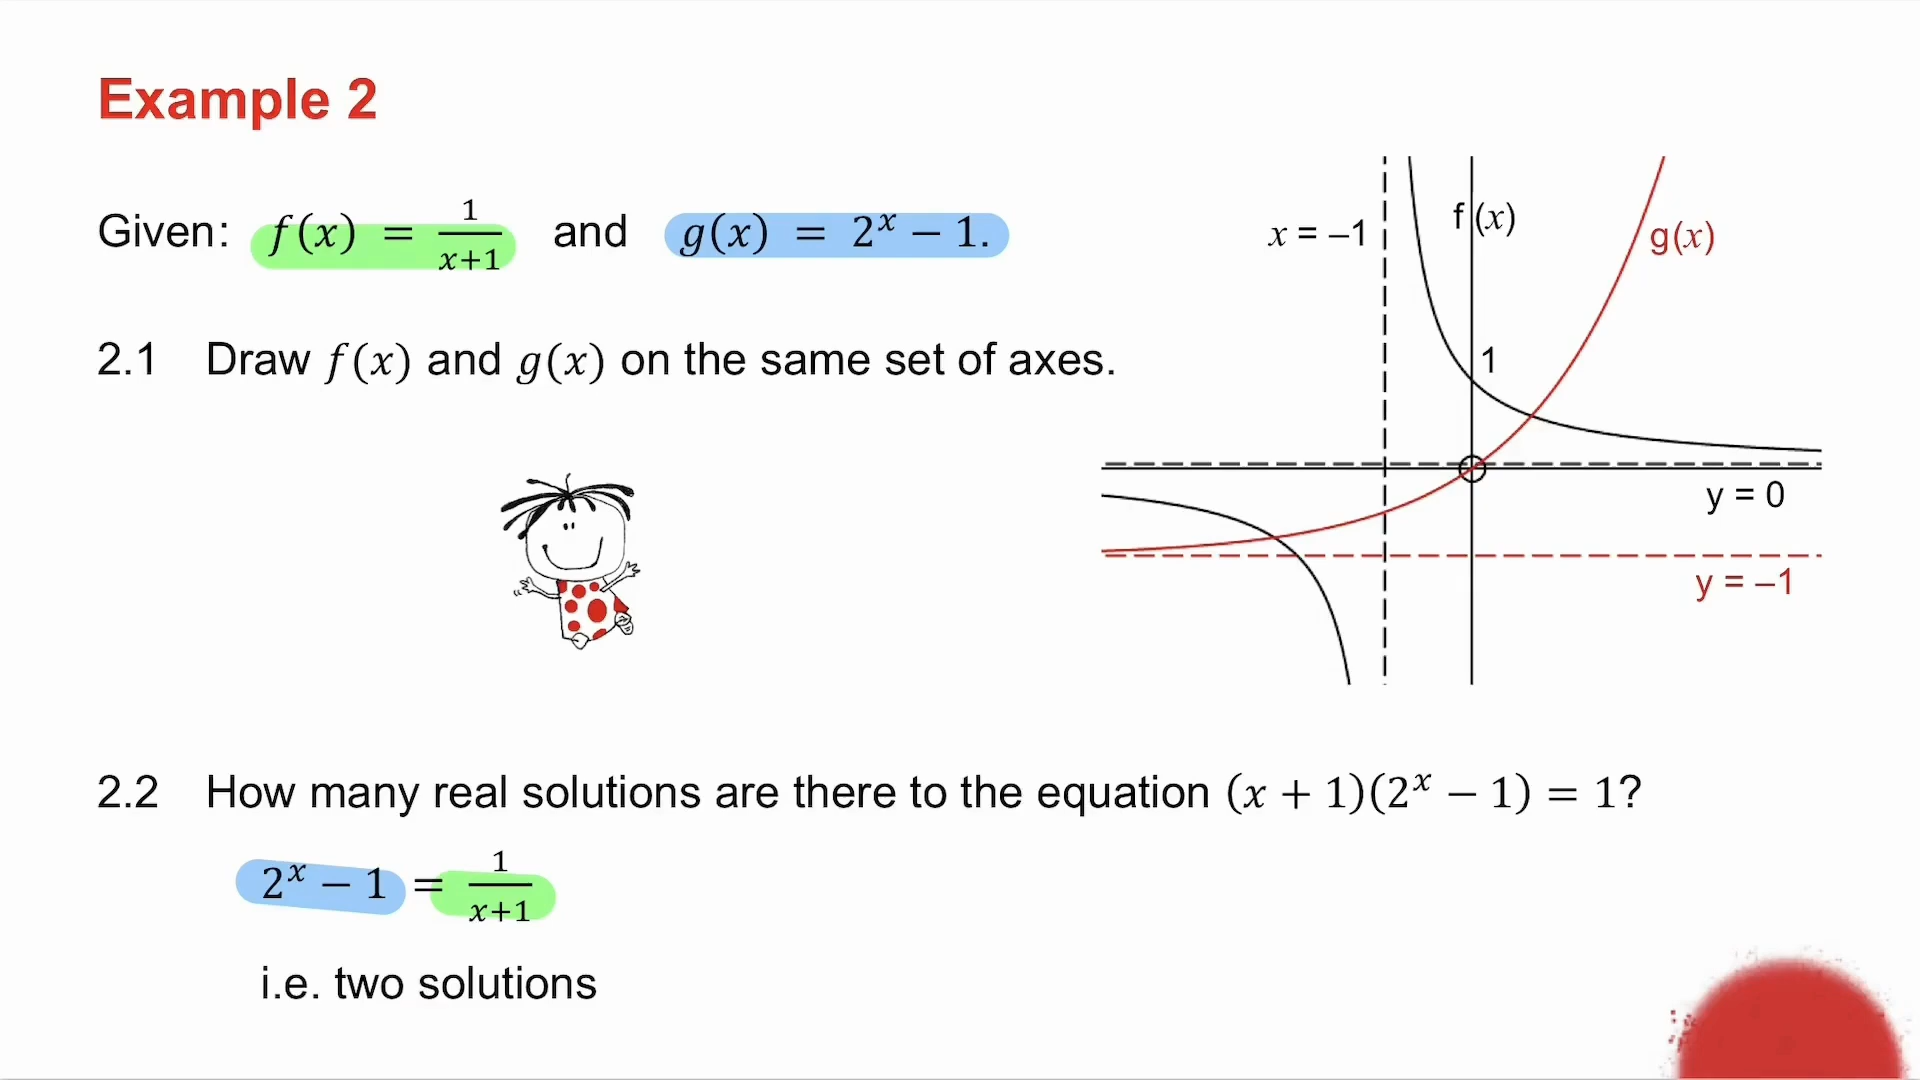 Example 2
Given: f(x) = 1/(x+1) and g(x) = 2^x − 1.
2.1 Draw f(x) and g(x) on the same set of axes.
x = –1
f(x)
g(x)
1
y = 0
y = –1
2.2 How many real solutions are there to the equation (x + 1)(2^x − 1) = 1?
2^x − 1 = 1/(x+1)
i.e. two solutions